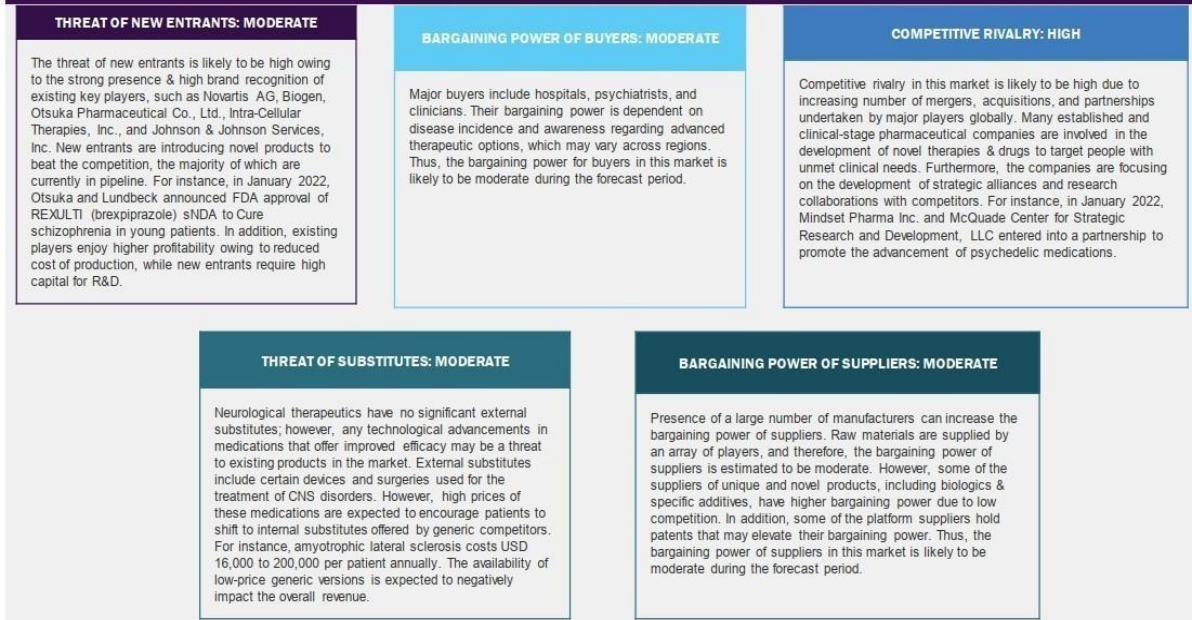 THREAT OF NEW ENTRANTS: MODERATE
The threat of new entrants is likely to be high owing
to the strong presence & high brand recognition of
existing key players, such as Novartis AG, Biogen,
Otsuka Pharmaceutical Co., Ltd., Intra-Cellular
Therapies, Inc., and Johnson & Johnson Services,
Inc. New entrants are introducing novel products to
beat the competition, the majority of which are
currently in pipeline. For instance, in January 2022,
Otsuka and Lundbeck announced FDA approval of
REXULTI (brexpiprazole) sNDA to Cure
schizophrenia in young patients. In addition, existing
players enjoy higher profitability owing to reduced
cost of production, while new entrants require high
capital for R&D.
BARGAINING POWER OF BUYERS: MODERATE
Major buyers include hospitals, psychiatrists, and
clinicians. Their bargaining power is dependent on
disease incidence and awareness regarding advanced
therapeutic options, which may vary across regions.
Thus, the bargaining power for buyers in this market is
likely to be moderate during the forecast period.
COMPETITIVE RIVALRY: HIGH
Competitive rivalry in this market is likely to be high due to
increasing number of mergers, acquisitions, and partnerships
undertaken by major players globally. Many established and
clinical-stage pharmaceutical companies are involved in the
development of novel therapies & drugs to target people with
unmet clinical needs. Furthermore, the companies are focusing
on the development of strategic alliances and research
collaborations with competitors. For instance, in January 2022,
Mindset Pharma Inc. and McQuade Center for Strategic
Research and Development, LLC entered into a partnership to
promote the advancement of psychedelic medications.
THREAT OF SUBSTITUTES: MODERATE
Neurological therapeutics have no significant external
substitutes; however, any technological advancements in
medications that offer improved efficacy may be a threat
to existing products in the market. External substitutes
include certain devices and surgeries used for the
treatment of CNS disorders. However, high prices of
these medications are expected to encourage patients to
shift to internal substitutes offered by generic competitors.
For instance, amyotrophic lateral sclerosis costs USD
16,000 to 200,000 per patient annually. The availability of
low-price generic versions is expected to negatively
impact the overall revenue.
BARGAINING POWER OF SUPPLIERS: MODERATE
Presence of a large number of manufacturers can increase the
bargaining power of suppliers. Raw materials are supplied by
an array of players, and therefore, the bargaining power of
suppliers is estimated to be moderate. However, some of the
suppliers of unique and novel products, including biologics &
specific additives, have higher bargaining power due to low
competition. In addition, some of the platform suppliers hold
patents that may elevate their bargaining power. Thus, the
bargaining power of suppliers in this market is likely to be
moderate during the forecast period.